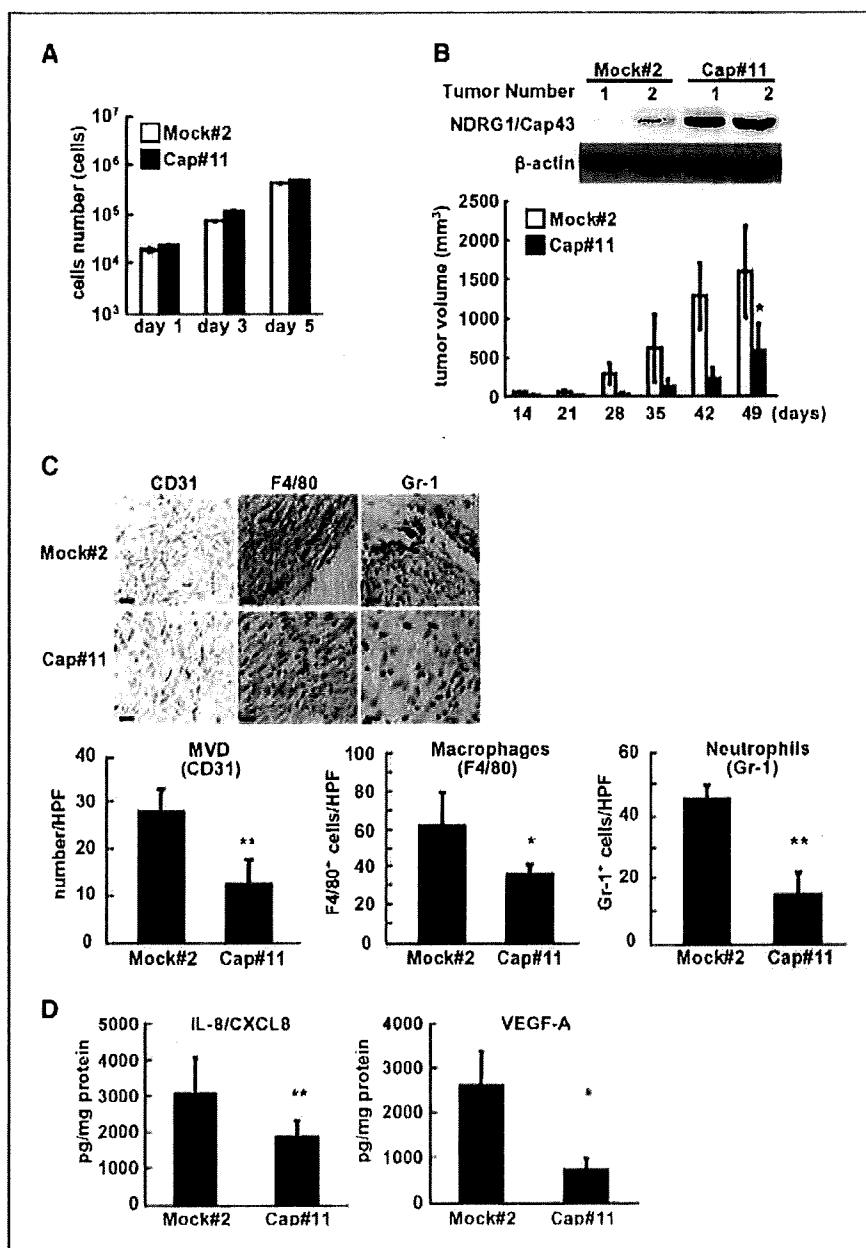 A
cells number (cells)
10⁷
10⁶
10⁵
10⁴
10³
Mock#2
Cap#11
day 1 day 3 day 5
B
Mock#2 Cap#11
Tumor Number 1 2 1 2
NDRG1/Cap43
β-actin
tumor volume (mm³)
2500
2000
1500
1000
500
0
Mock#2
Cap#11
*
14 21 28 35 42 49 (days)
C
CD31 F4/80 Gr-1
Mock#2
Cap#11
MVD
(CD31)
number/HPF
40
30
20
10
0
**
Mock#2 Cap#11
Macrophages
(F4/80)
F4/80⁺ cells/HPF
100
80
60
40
20
0
*
Mock#2 Cap#11
Neutrophils
(Gr-1)
Gr-1⁺ cells/HPF
60
40
20
0
**
Mock#2 Cap#11
D
IL-8/CXCL8
pg/mg protein
5000
4000
3000
2000
1000
0
**
Mock#2 Cap#11
VEGF-A
pg/mg protein
4000
3000
2000
1000
0
*
Mock#2 Cap#11